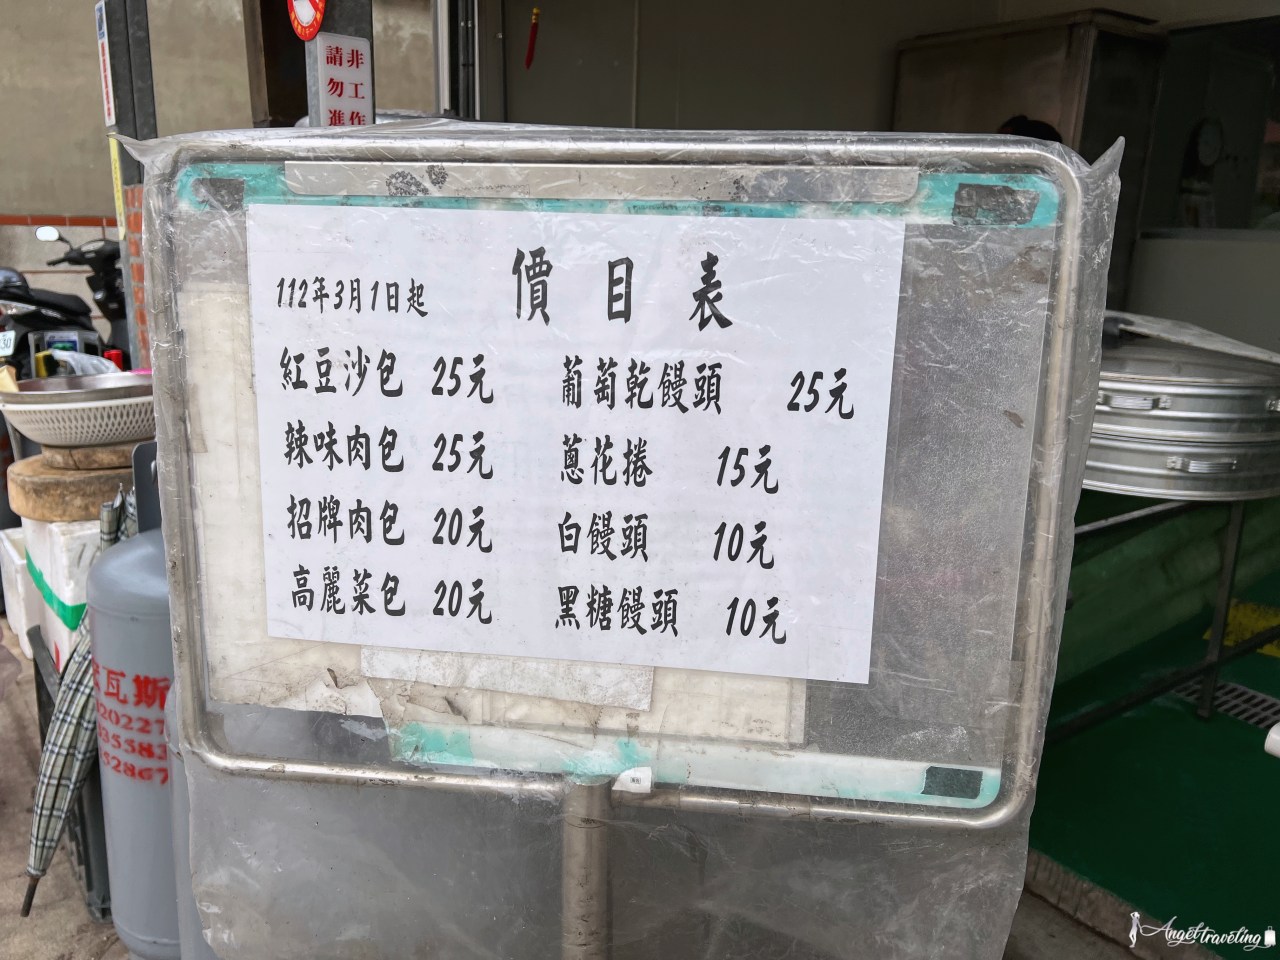 非工作
請勿進
價目表
112年3月1日起
紅豆沙包 25元
葡萄乾饅頭 25元
辣味肉包 25元
蔥花捲 15元
招牌肉包 20元
白饅頭 10元
高麗菜包 20元
黑糖饅頭 10元
瓦斯
202277
35583
52867
Angel traveling